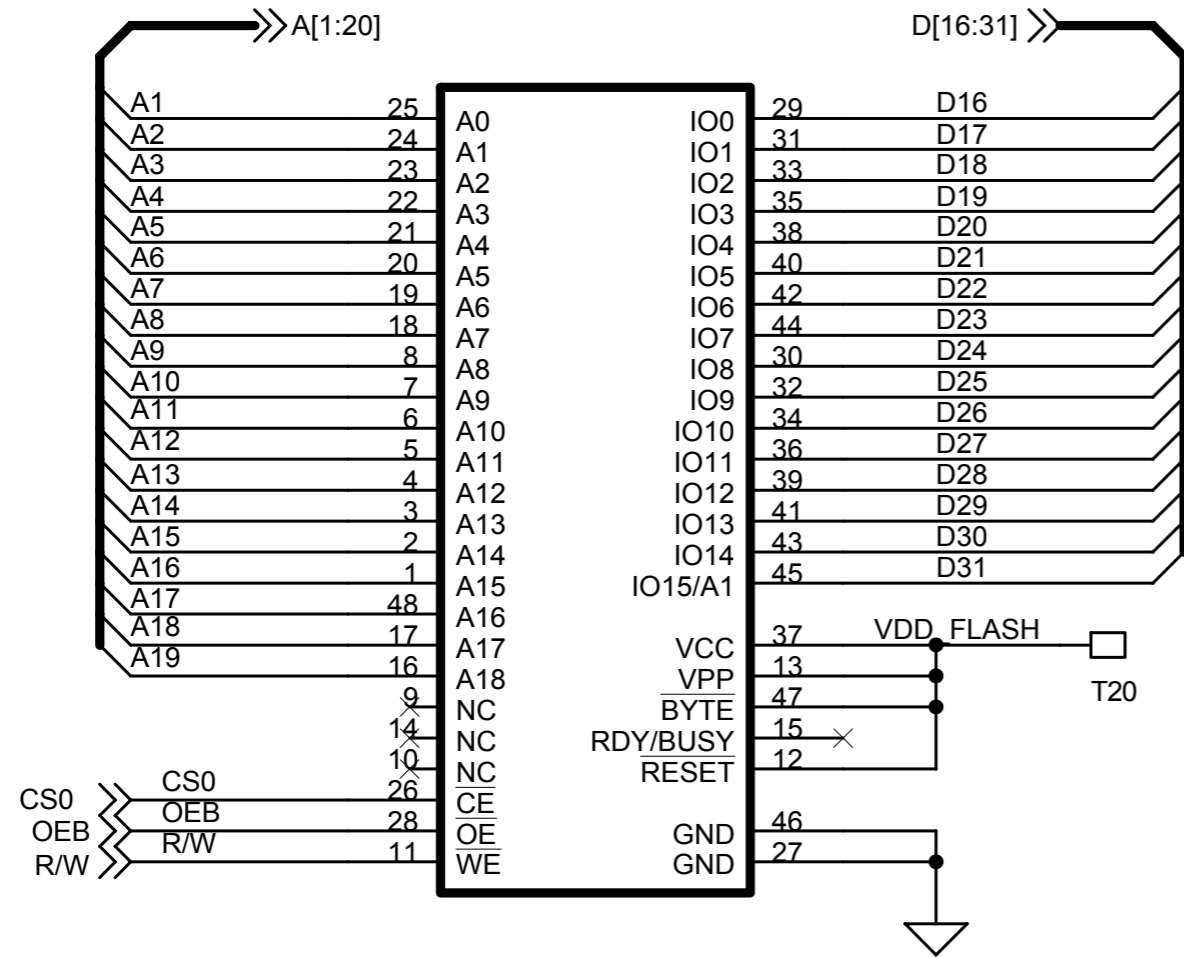 A[1:20] D[16:31]
A1 25 A0 IO0 29 D16
A2 24 A1 IO1 31 D17
A3 23 A2 IO2 33 D18
A4 22 A3 IO3 35 D19
A5 21 A4 IO4 38 D20
A6 20 A5 IO5 40 D21
A7 19 A6 IO6 42 D22
A8 18 A7 IO7 44 D23
A9 8 A8 IO8 30 D24
A10 7 A9 IO9 32 D25
A11 6 A10 IO10 34 D26
A12 5 A11 IO11 36 D27
A13 4 A12 IO12 39 D28
A14 3 A13 IO13 41 D29
A15 2 A14 IO14 43 D30
A16 1 A15 IO15/A1 45 D31
A17 48 A16
A18 17 A17 VCC 37 VDD_FLASH
A19 16 A18 VPP 13 T20
9 NC BYTE 47
14 NC RDY/BUSY 15
10 NC RESET 12
CS0 CS0 26 CE
OEB OEB 28 OE GND 46
R/W R/W 11 WE GND 27